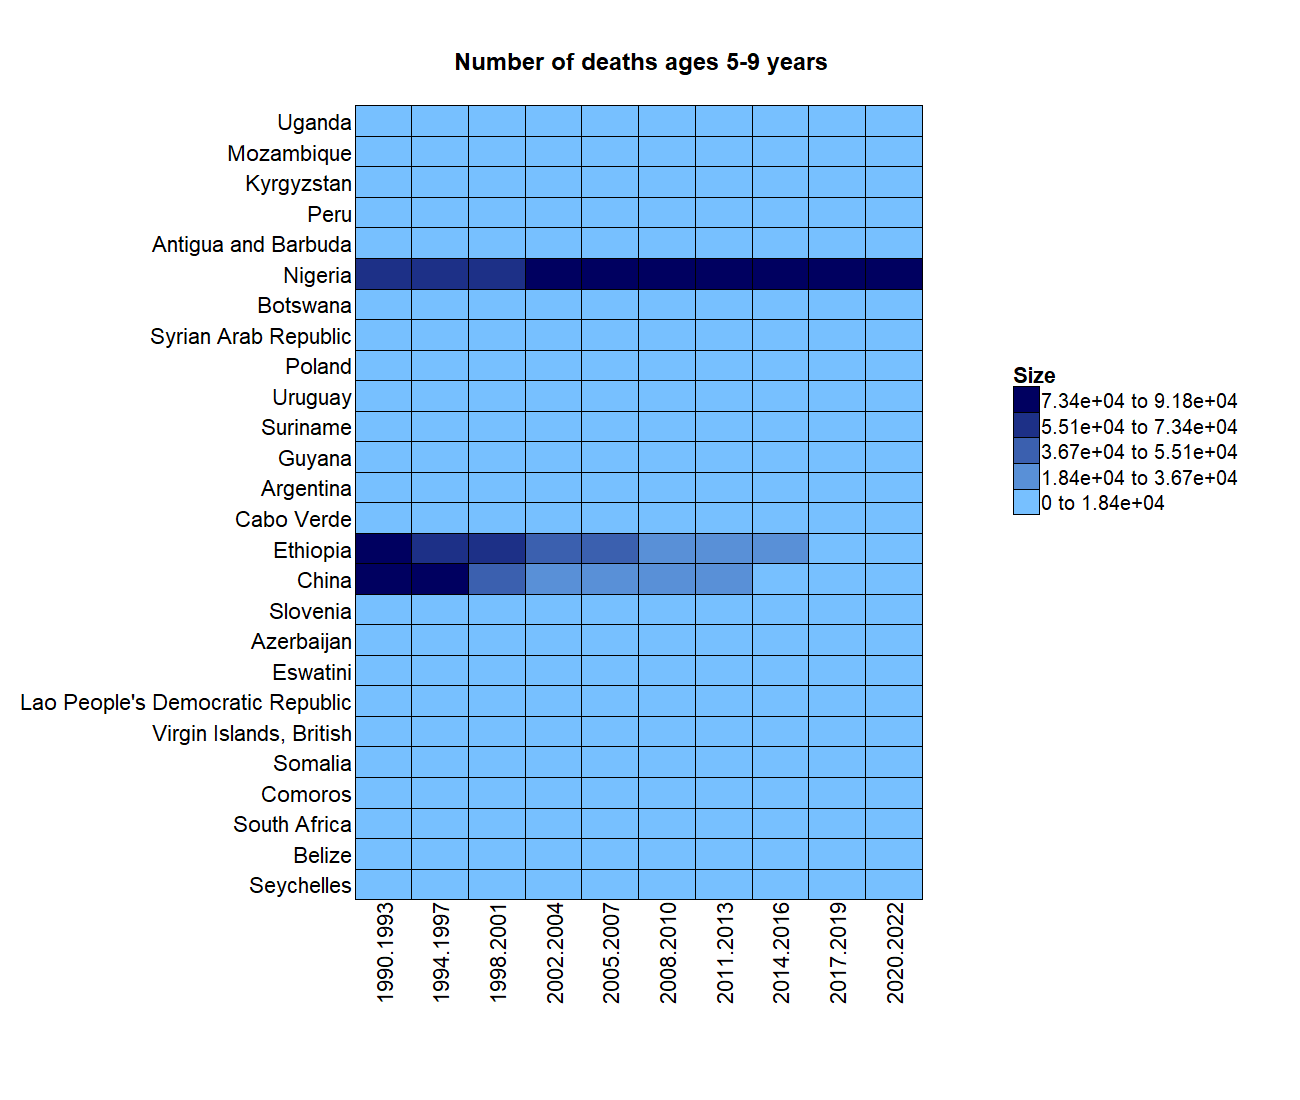 Number of deaths ages 5-9 years
Uganda
Mozambique
Kyrgyzstan
Peru
Antigua and Barbuda
Nigeria
Botswana
Syrian Arab Republic
Poland
Uruguay
Suriname
Guyana
Argentina
Cabo Verde
Ethiopia
China
Slovenia
Azerbaijan
Eswatini
Lao People's Democratic Republic
Virgin Islands, British
Somalia
Comoros
South Africa
Belize
Seychelles
1990.1993
1994.1997
1998.2001
2002.2004
2005.2007
2008.2010
2011.2013
2014.2016
2017.2019
2020.2022
Size
7.34e+04 to 9.18e+04
5.51e+04 to 7.34e+04
3.67e+04 to 5.51e+04
1.84e+04 to 3.67e+04
0 to 1.84e+04